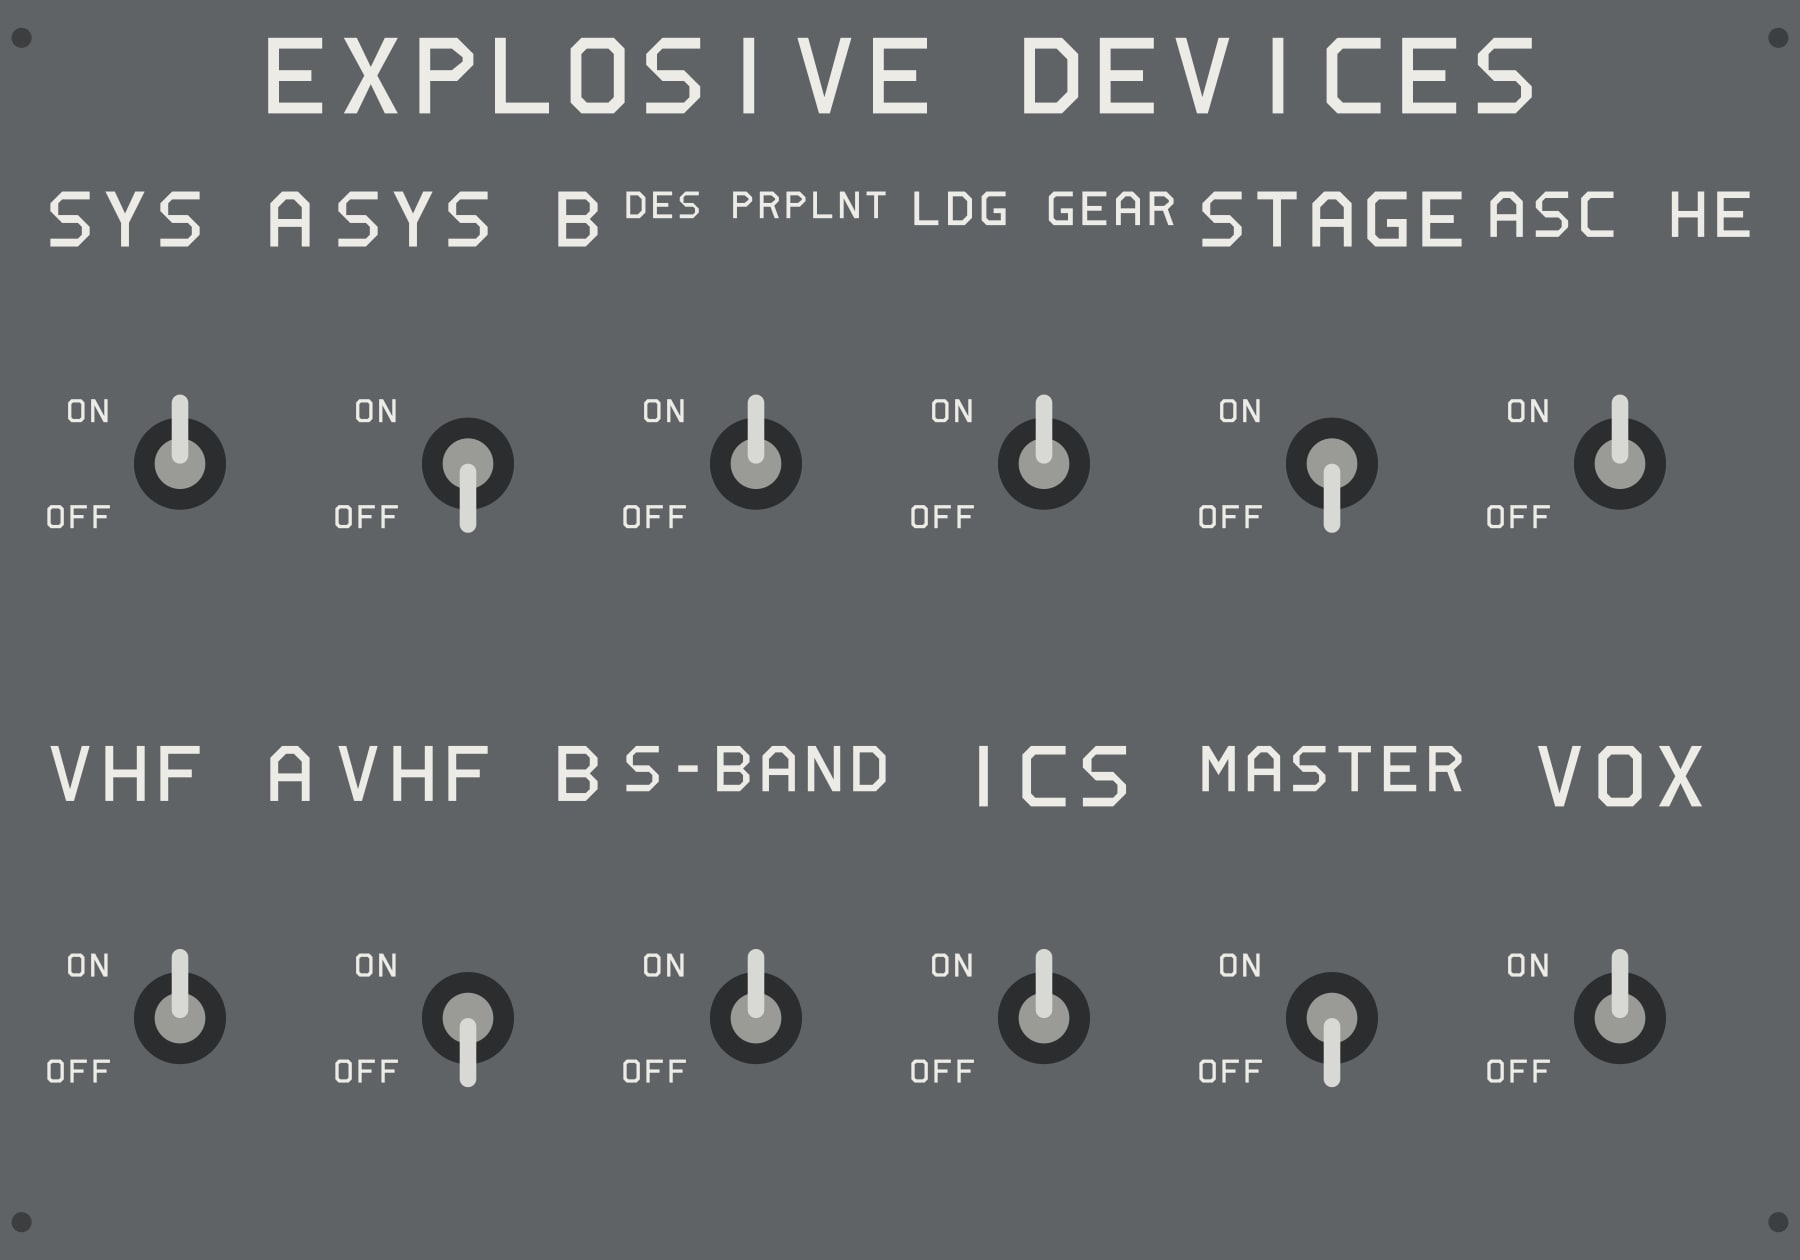 EXPLOSIVE DEVICES
SYS A SYS B DES PRPLNT LDG GEAR STAGE ASC HE
ON ON ON ON ON ON
OFF OFF OFF OFF OFF OFF
VHF A VHF B S-BAND ICS MASTER VOX
ON ON ON ON ON ON
OFF OFF OFF OFF OFF OFF